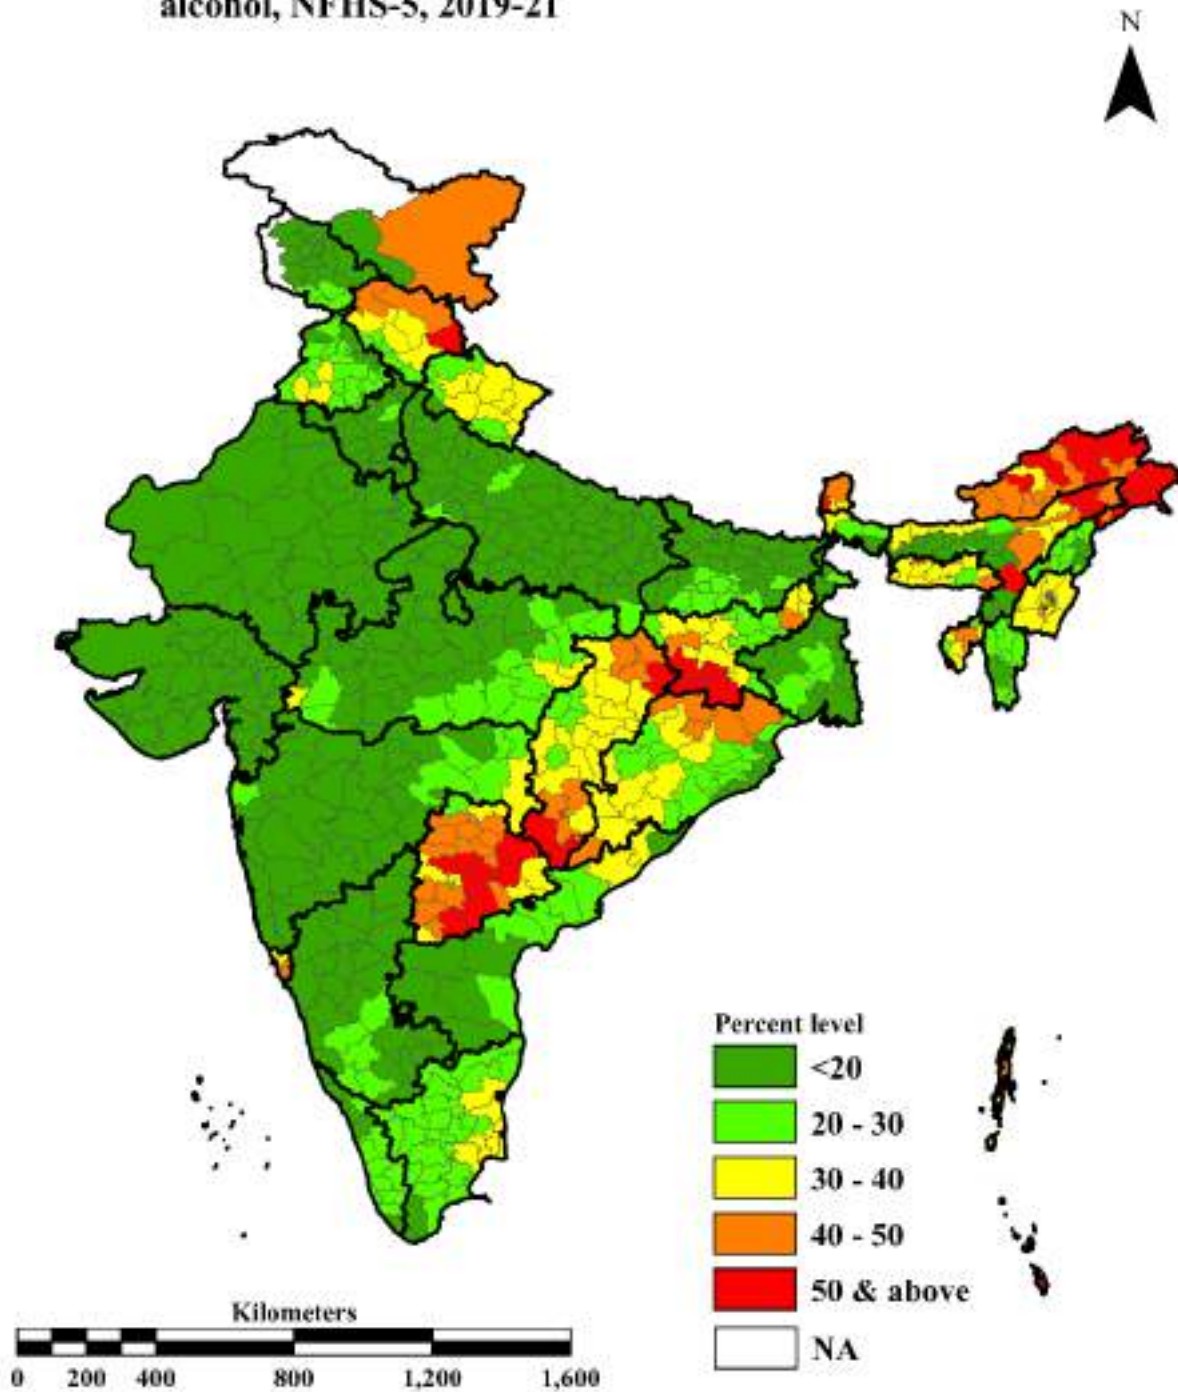 alcohol, NFHS-5, 2019-21
N
Percent level
<20
20 - 30
30 - 40
40 - 50
50 & above
NA
Kilometers
0 200 400 800 1,200 1,600